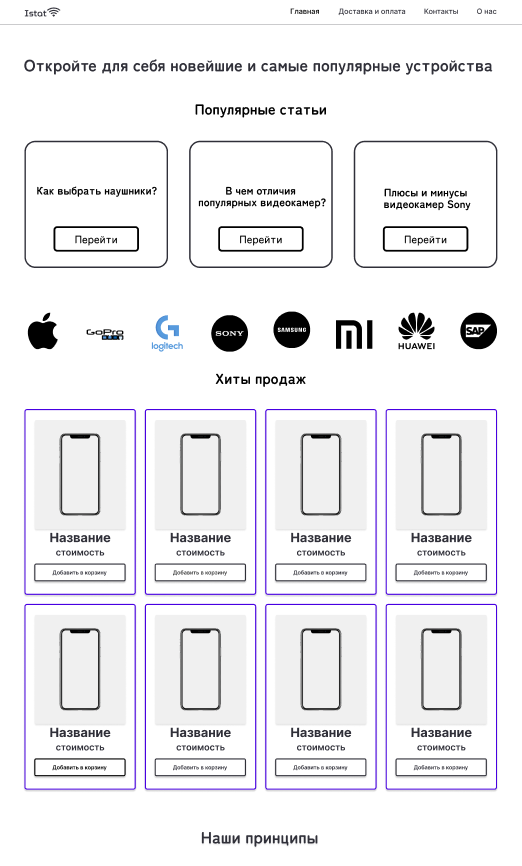 Istot
Главная Доставка и оплата Контакты О нас
Откройте для себя новейшие и самые популярные устройства
Популярные статьи
Как выбрать наушники?
Перейти
В чем отличия
популярных видеокамер?
Перейти
Плюсы и минусы
видеокамер Sony
Перейти
GoPro
logitech
SONY
SAMSUNG
MI
HUAWEI
SAP
Хиты продаж
Название
стоимость
Добавить в корзину
Название
стоимость
Добавить в корзину
Название
стоимость
Добавить в корзину
Название
стоимость
Добавить в корзину
Название
стоимость
Добавить в корзину
Название
стоимость
Добавить в корзину
Название
стоимость
Добавить в корзину
Название
стоимость
Добавить в корзину
Наши принципы